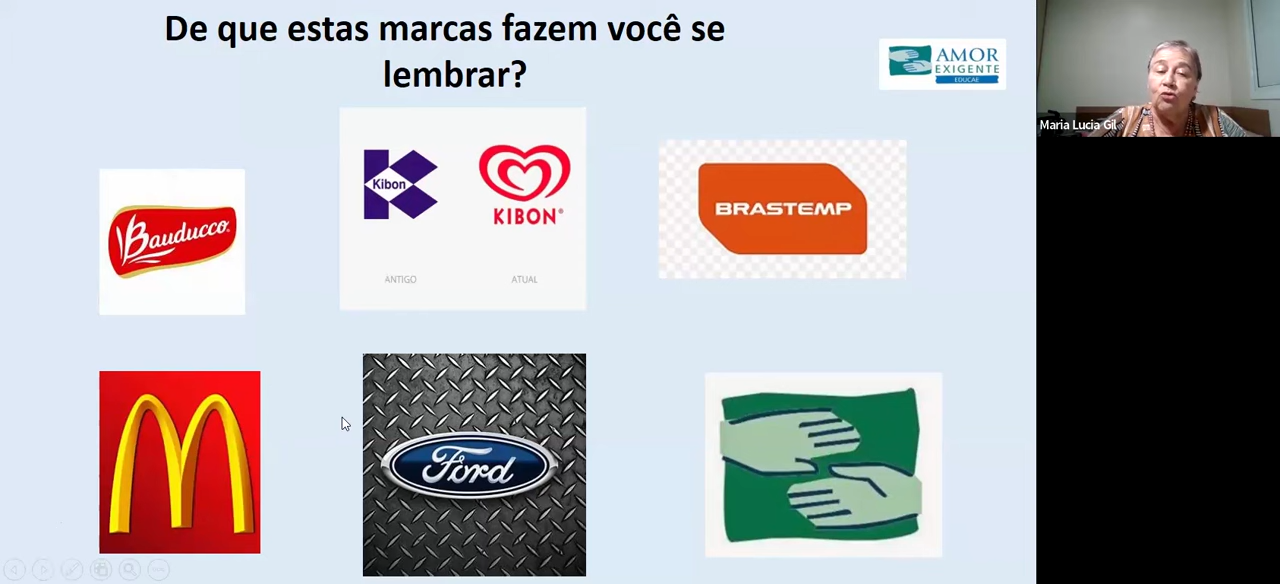 De que estas marcas fazem você se
lembrar?
AMOR
EXIGENTE
EDUCAE
Maria Lucia Gil
Bauducco
Kibon
KIBON®
ANTIGO
ATUAL
BRASTEMP
Ford